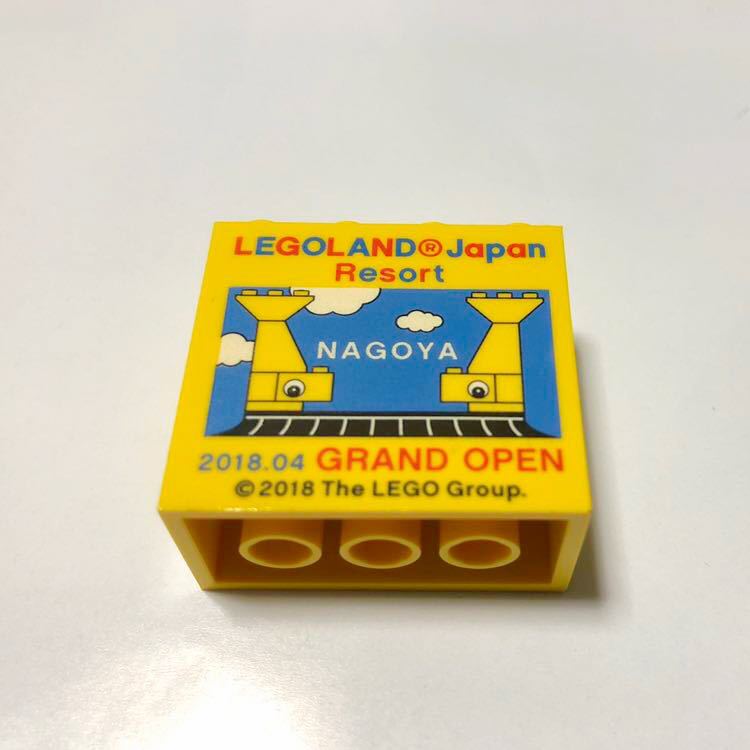 LEGOLAND® Japan
Resort
NAGOYA
2018.04 GRAND OPEN
© 2018 The LEGO Group.